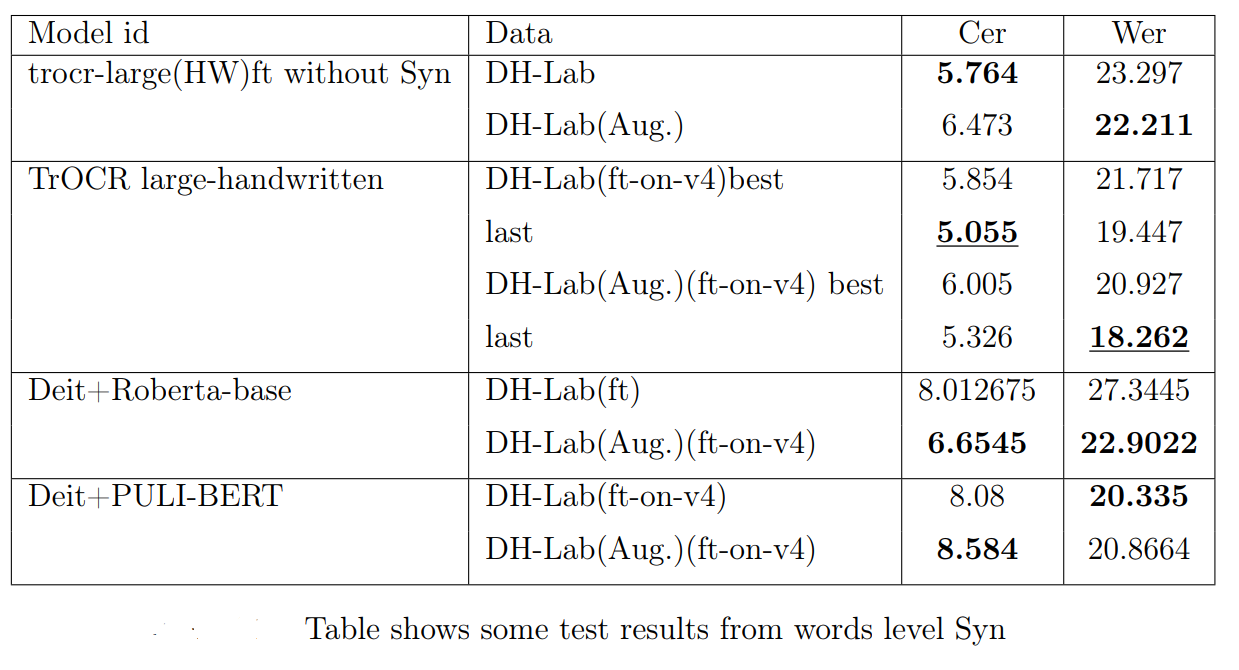 Model id Data Cer Wer
trocr-large(HW)ft without Syn DH-Lab 5.764 23.297
DH-Lab(Aug.) 6.473 22.211
TrOCR large-handwritten DH-Lab(ft-on-v4)best 5.854 21.717
last 5.055 19.447
DH-Lab(Aug.)(ft-on-v4) best 6.005 20.927
last 5.326 18.262
Deit+Roberta-base DH-Lab(ft) 8.012675 27.3445
DH-Lab(Aug.)(ft-on-v4) 6.6545 22.9022
Deit+PULI-BERT DH-Lab(ft-on-v4) 8.08 20.335
DH-Lab(Aug.)(ft-on-v4) 8.584 20.8664
Table shows some test results from words level Syn